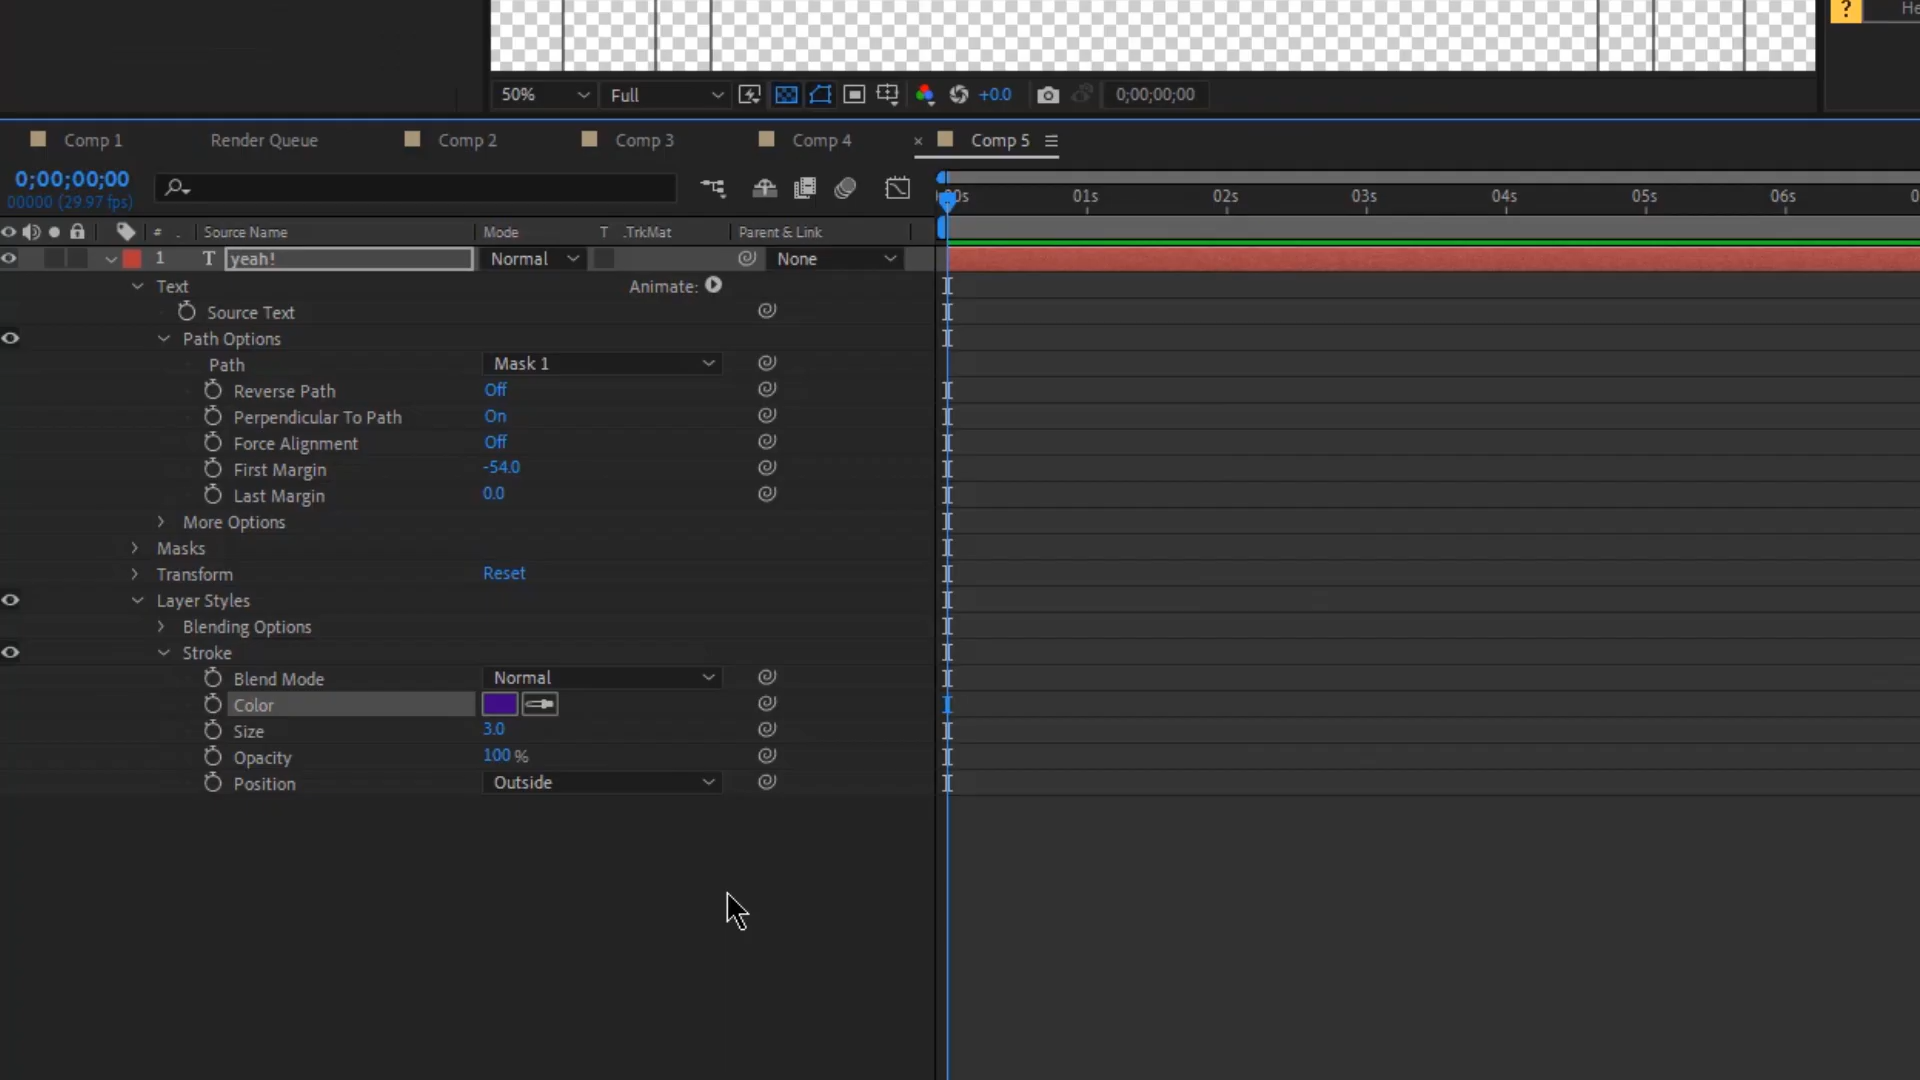 ? He
50% Full +0.0 0;00;00;00
Comp 1 Render Queue Comp 2 Comp 3 Comp 4 × Comp 5
0;00;00;00
00000 (29.97 fps)
00s 01s 02s 03s 04s 05s 06s 0
# . Source Name Mode T .TrkMat Parent & Link
1 T yeah! Normal None
Text Animate:
Source Text
Path Options
Path Mask 1
Reverse Path Off
Perpendicular To Path On
Force Alignment Off
First Margin -54.0
Last Margin 0.0
More Options
Masks
Transform Reset
Layer Styles
Blending Options
Stroke
Blend Mode Normal
Color
Size 3.0
Opacity 100 %
Position Outside